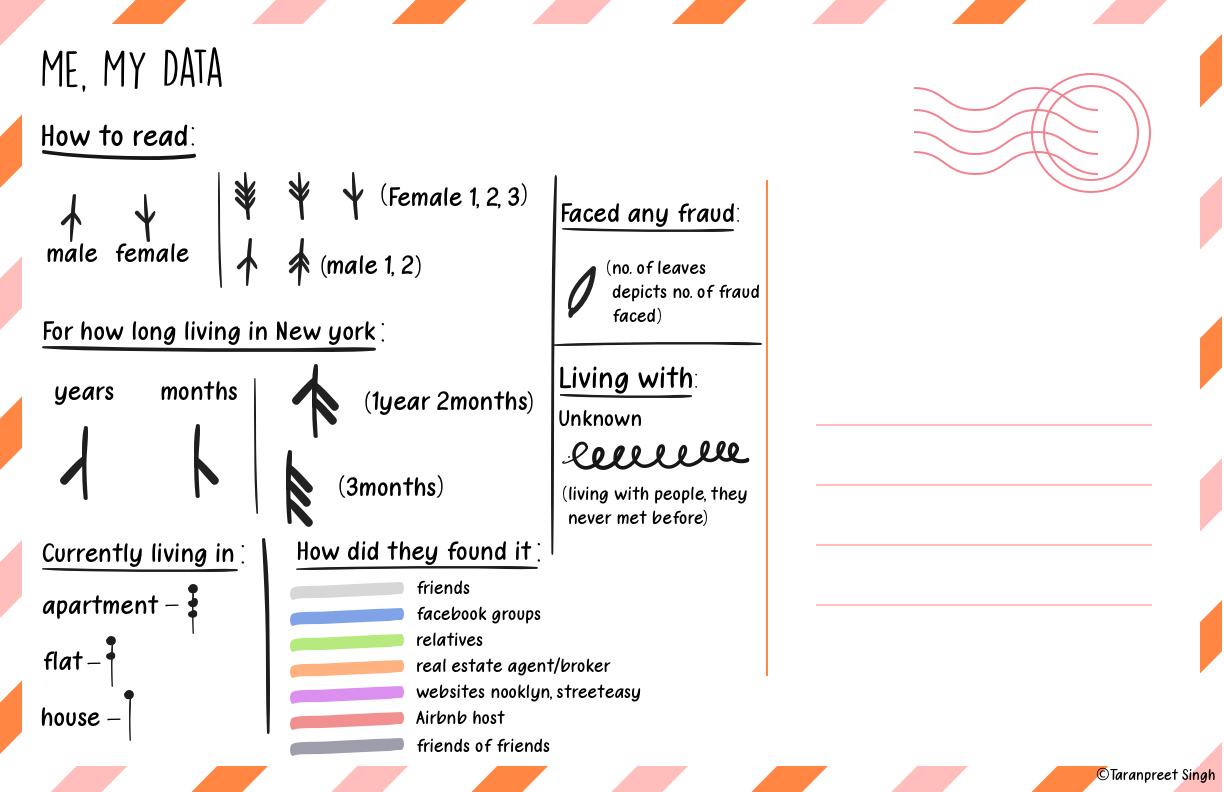 ME, MY DATA
How to read:
male female
(Female 1, 2, 3)
(male 1, 2)
For how long living in New york:
years months
(1year 2months)
(3months)
Currently living in:
apartment –
flat –
house –
How did they found it:
friends
facebook groups
relatives
real estate agent/broker
websites nooklyn, streeteasy
Airbnb host
friends of friends
Faced any fraud:
(no. of leaves
depicts no. of fraud
faced)
Living with:
Unknown
(living with people, they
never met before)
©Taranpreet Singh